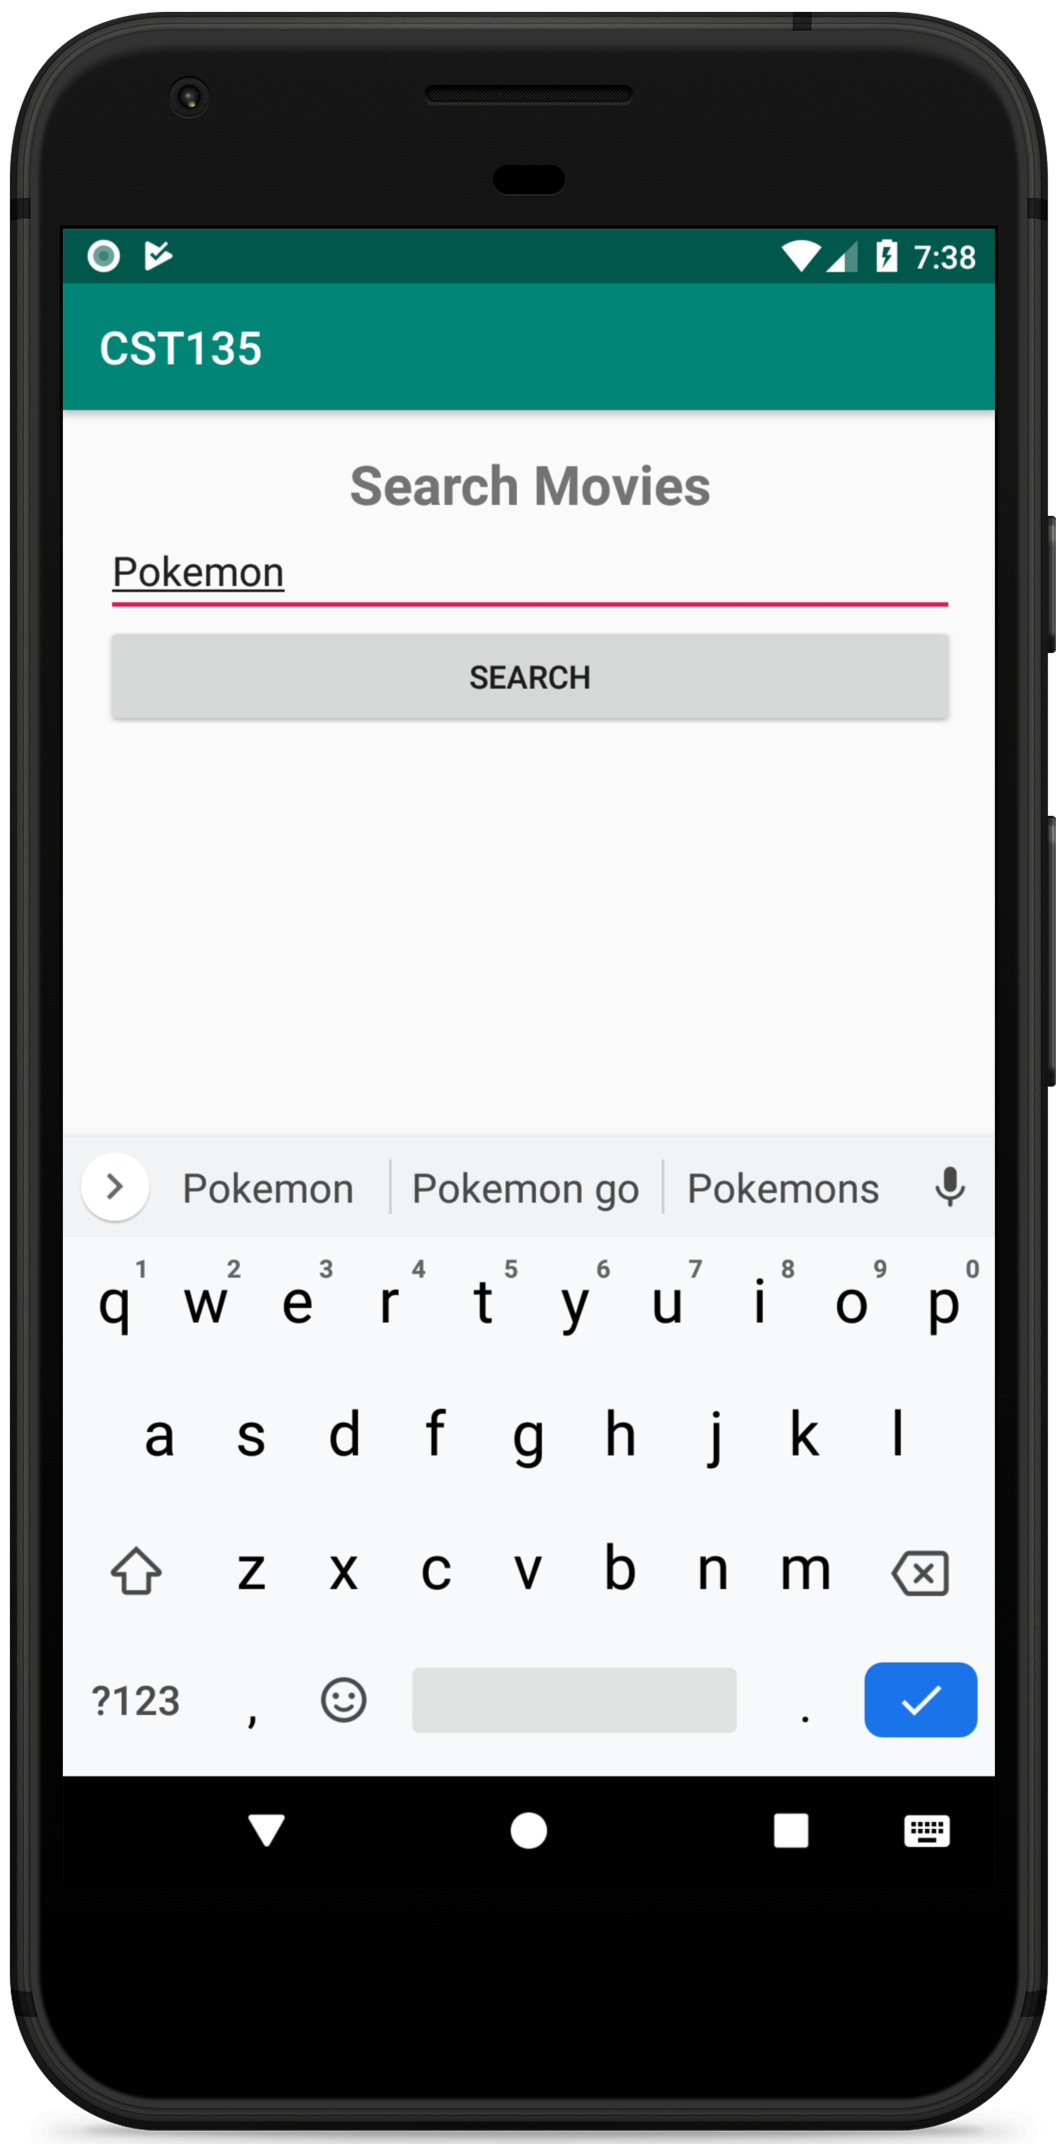 7:38
CST135
Search Movies
Pokemon
SEARCH
Pokemon Pokemon go Pokemons
1 2 3 4 5 6 7 8 9 0
q w e r t y u i o p
a s d f g h j k l
z x c v b n m
?123 , .